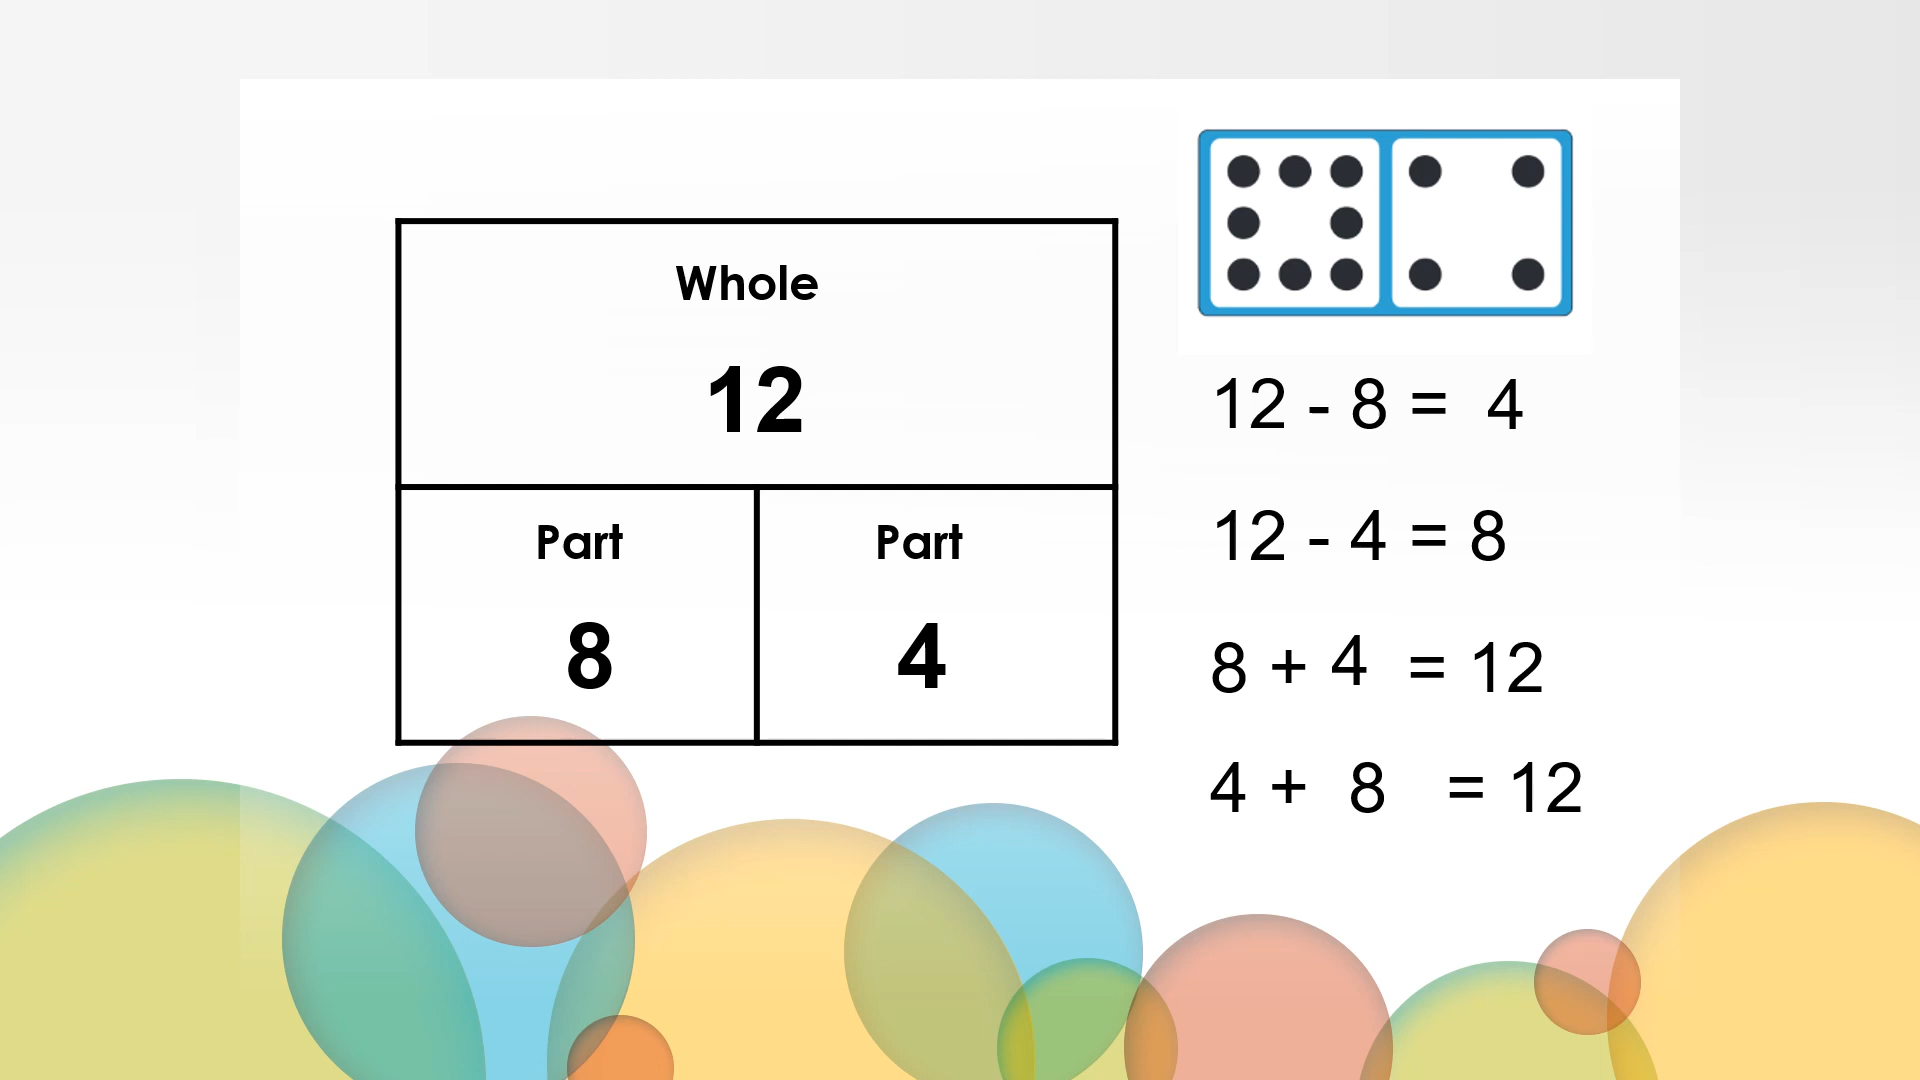 Whole
12
Part
8
Part
4
12 - 8 = 4
12 - 4 = 8
8 + 4 = 12
4 + 8 = 12